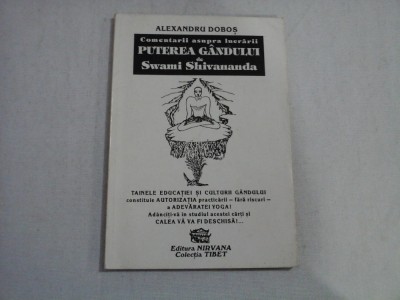 ALEXANDRU DOBOȘ
Comentarii asupra lucrării
PUTEREA GÂNDULUI
de
Swami Shivananda
TAINELE EDUCAȚIEI ȘI CULTURII GÂNDULUI
constituie AUTORIZAȚIA practicării – fără riscuri –
a ADEVĂRATEI YOGA!
Adânciți-vă în studiul acestei cărți și
CALEA VĂ VA FI DESCHISĂ!...
Editura NIRVANA
Colecția TIBET